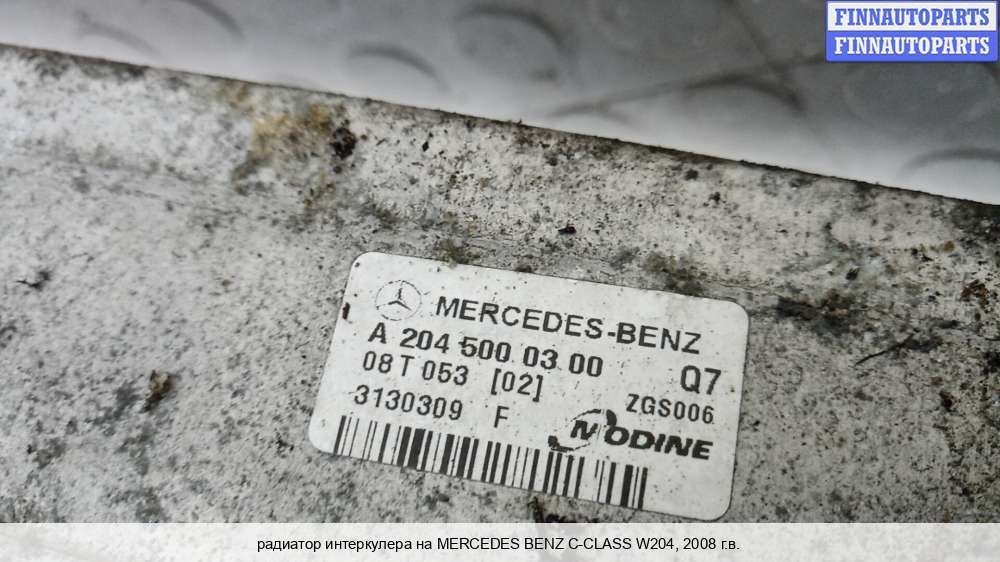 FINNAUTOPARTS
FINNAUTOPARTS
MERCEDES-BENZ
A 204 500 03 00 Q7
08 T 053 [02] ZGS006
3130309 F MODINE
радиатор интеркулера на MERCEDES BENZ C-CLASS W204, 2008 г.в.